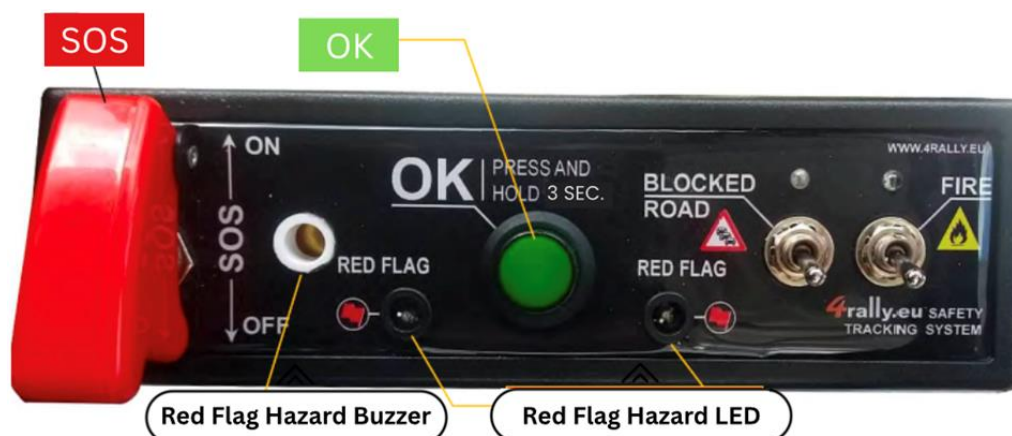 SOS
OK
ON
SOS
OFF
OK
PRESS AND
HOLD 3 SEC.
RED FLAG
RED FLAG
BLOCKED
ROAD
WWW.4RALLY.EU
FIRE
4rally.eu SAFETY
TRACKING SYSTEM
Red Flag Hazard Buzzer
Red Flag Hazard LED